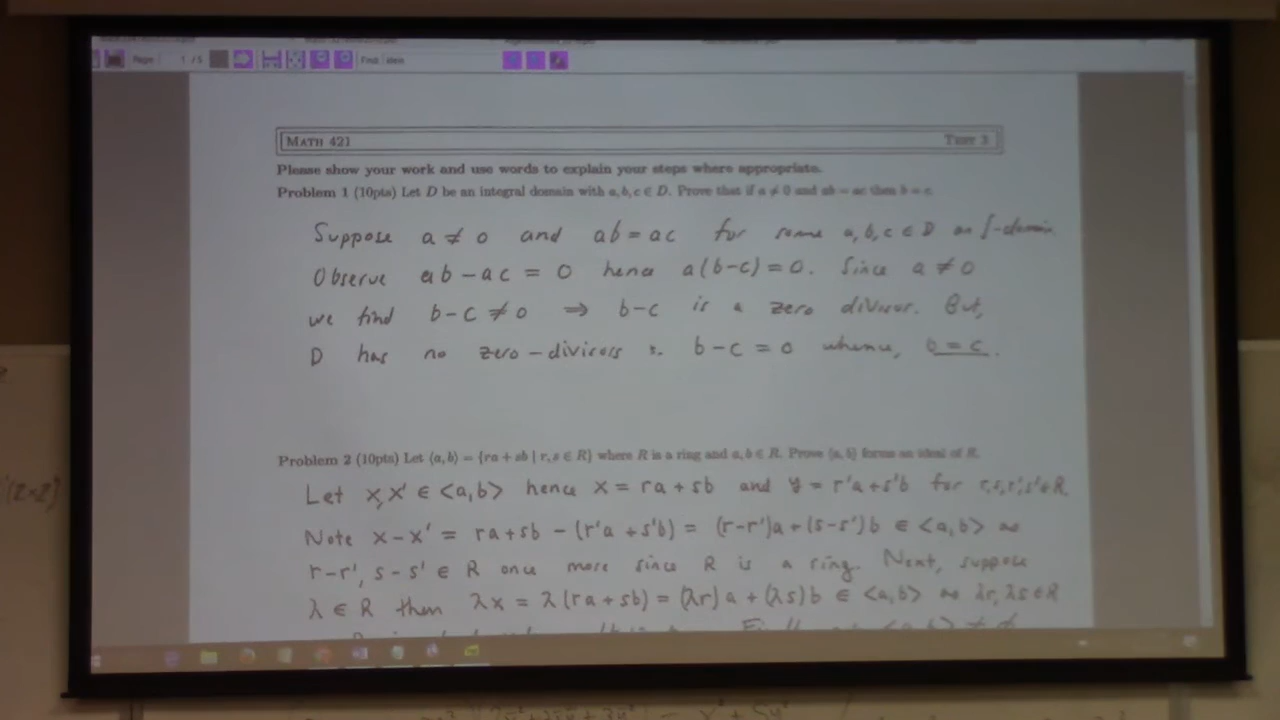 Page 1 / 5 Find:
MATH 421 TEST 3
Please show your work and use words to explain your steps where appropriate.
Problem 1 (10pts) Let D be an integral domain with a, b, c ∈ D. Prove that if a ≠ 0 and ab = ac then b = c.
Suppose a ≠ 0 and ab = ac for some a, b, c ∈ D an ∫-domain
Observe ab - ac = 0 hence a(b-c) = 0. Since a ≠ 0
we find b-c ≠ 0 ⇒ b-c is a zero divisor. But,
D has no zero-divisors ∴ b-c = 0 whence, b = c.
Problem 2 (10pts) Let ⟨a, b⟩ = {ra + sb | r, s ∈ R} where R is a ring and a, b ∈ R. Prove ⟨a, b⟩ forms an ideal of R.
Let x, x' ∈ <a,b> hence x = ra + sb and y = r'a + s'b for r,s,r',s' ∈ R.
Note x - x' = ra + sb - (r'a + s'b) = (r-r')a + (s-s')b ∈ <a,b> as
r-r', s-s' ∈ R once more since R is a ring. Next, suppose
λ ∈ R then λx = λ(ra + sb) = (λr)a + (λs)b ∈ <a,b> as λr, λs ∈ R